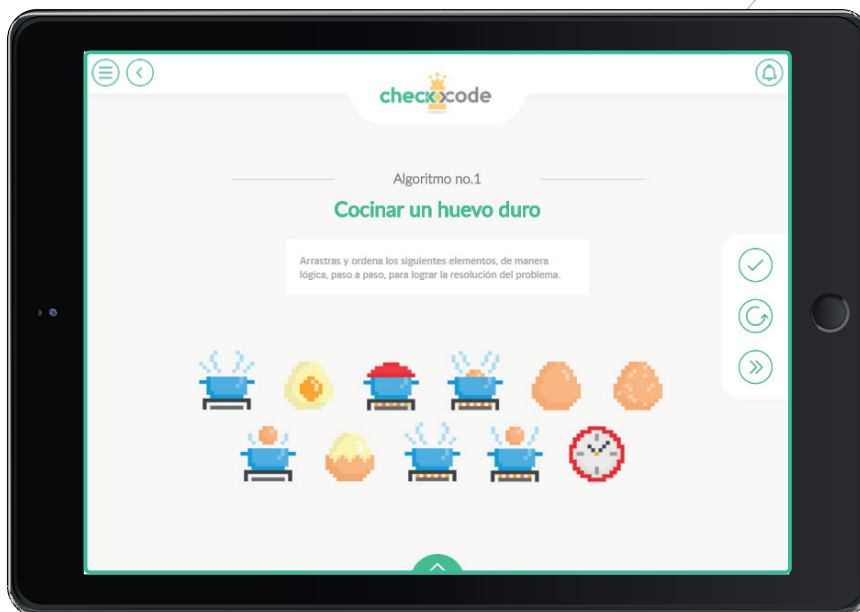 checkcode
Algoritmo no.1
Cocinar un huevo duro
Arrastras y ordena los siguientes elementos, de manera
lógica, paso a paso, para lograr la resolución del problema.